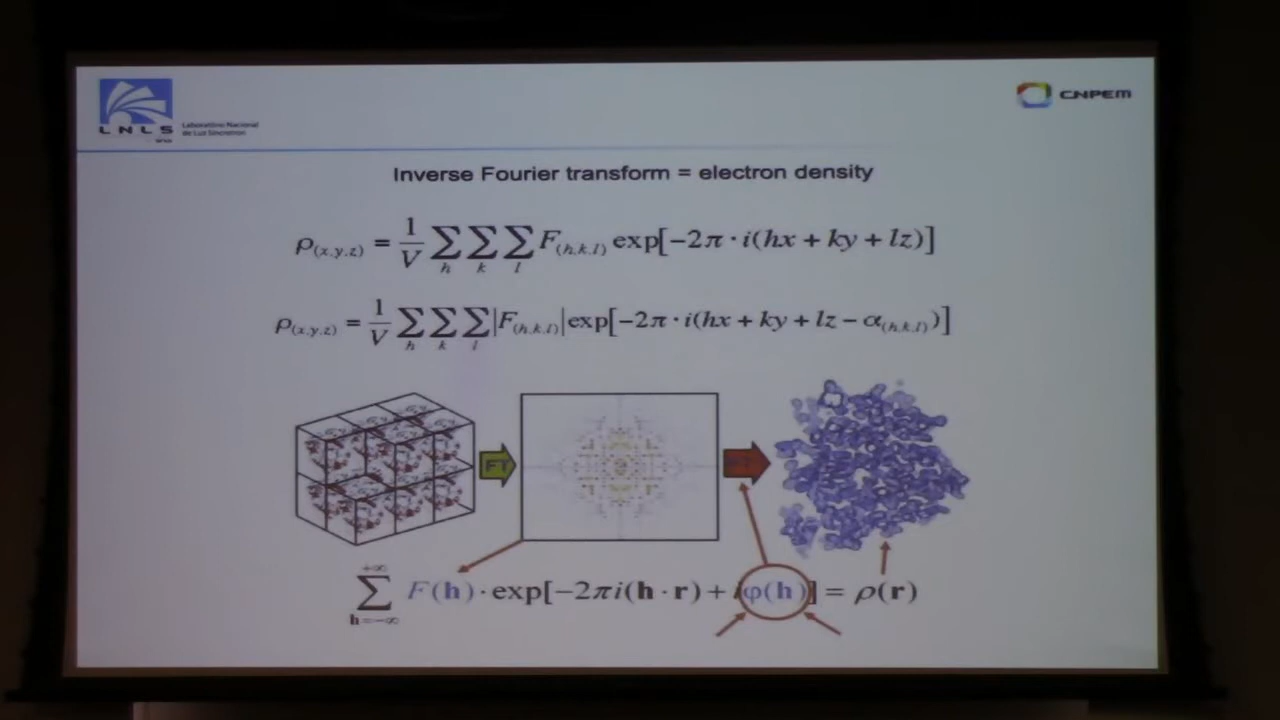 LNLS
Laboratório Nacional
de Luz Síncrotron
CNPEM
Inverse Fourier transform = electron density
ρ(x.y.z) = 1/V ∑h ∑k ∑l F(h.k.l) exp[−2π · i(hx + ky + lz)]
ρ(x.y.z) = 1/V ∑h ∑k ∑l |F(h.k.l)| exp[−2π · i(hx + ky + lz − α(h.k.l))]
FT
∑ +∞ h=−∞ F(h) · exp[−2πi(h · r) + iφ(h)] = ρ(r)